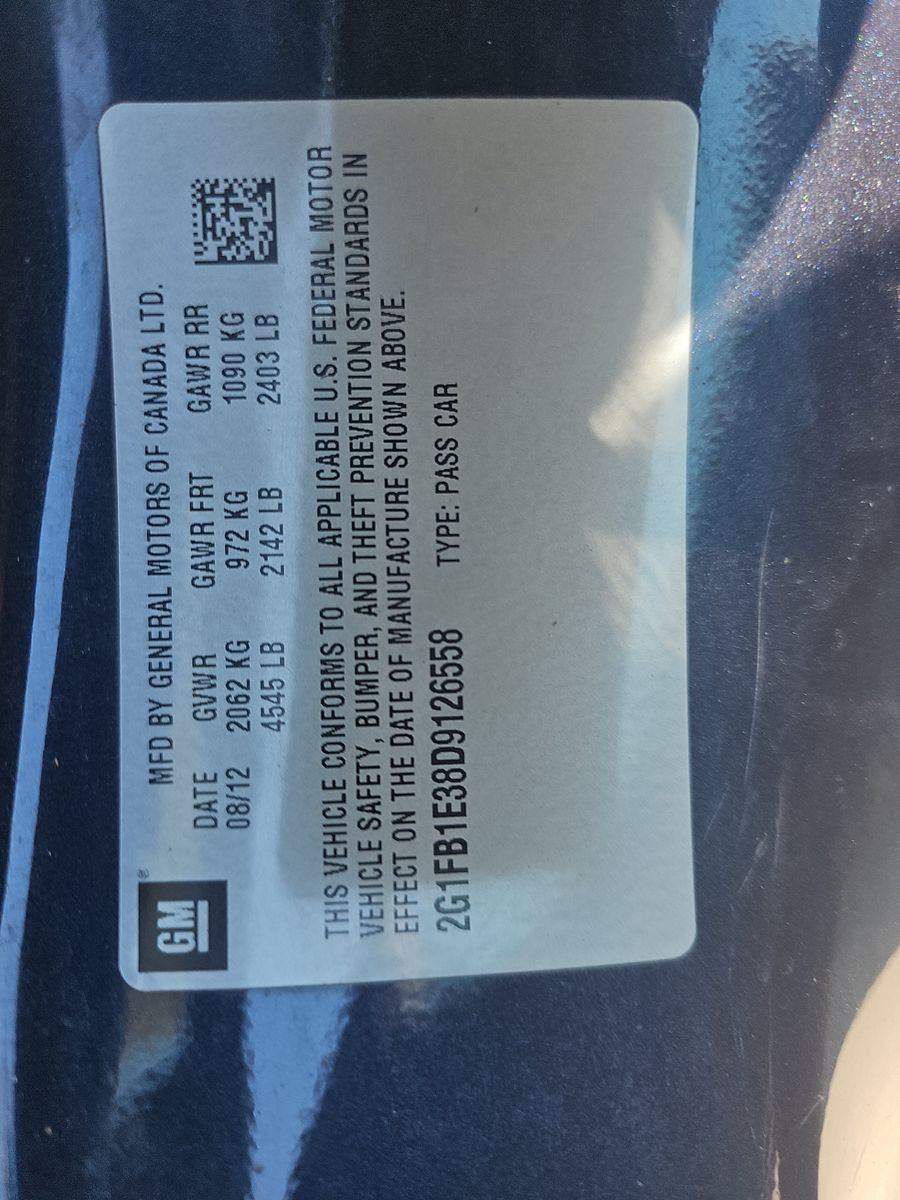 GM®
MFD BY GENERAL MOTORS OF CANADA LTD.
DATE GVWR GAWR FRT GAWR RR
08/12 2062 KG 972 KG 1090 KG
4545 LB 2142 LB 2403 LB
THIS VEHICLE CONFORMS TO ALL APPLICABLE U.S. FEDERAL MOTOR
VEHICLE SAFETY, BUMPER, AND THEFT PREVENTION STANDARDS IN
EFFECT ON THE DATE OF MANUFACTURE SHOWN ABOVE.
2G1FB1E38D9126558 TYPE: PASS CAR